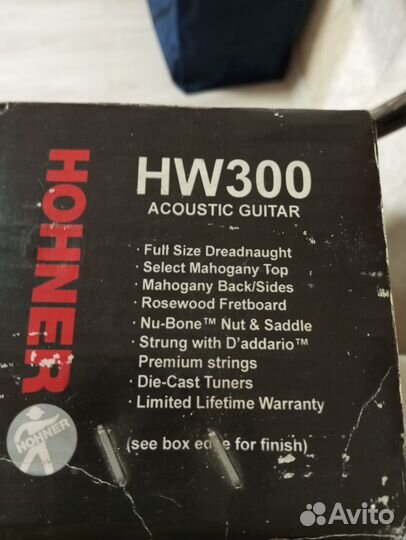 HOHNER
HW300
ACOUSTIC GUITAR
· Full Size Dreadnaught
· Select Mahogany Top
· Mahogany Back/Sides
· Rosewood Fretboard
· Nu-Bone™ Nut & Saddle
· Strung with D'addario™
Premium strings
· Die-Cast Tuners
· Limited Lifetime Warranty
(see box edge for finish)
HOHNER
Avito